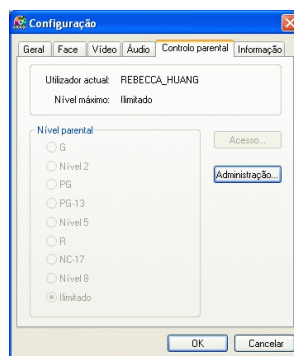 Configuração
Geral Face Vídeo Áudio Controlo parental Informação
Utilizador actual: REBECCA_HUANG
Nível máximo: Ilimitado
Nível parental
G
Nível 2
PG
PG-13
Nível 5
R
NC-17
Nível 8
Ilimitado
Acesso...
Administração...
OK Cancelar